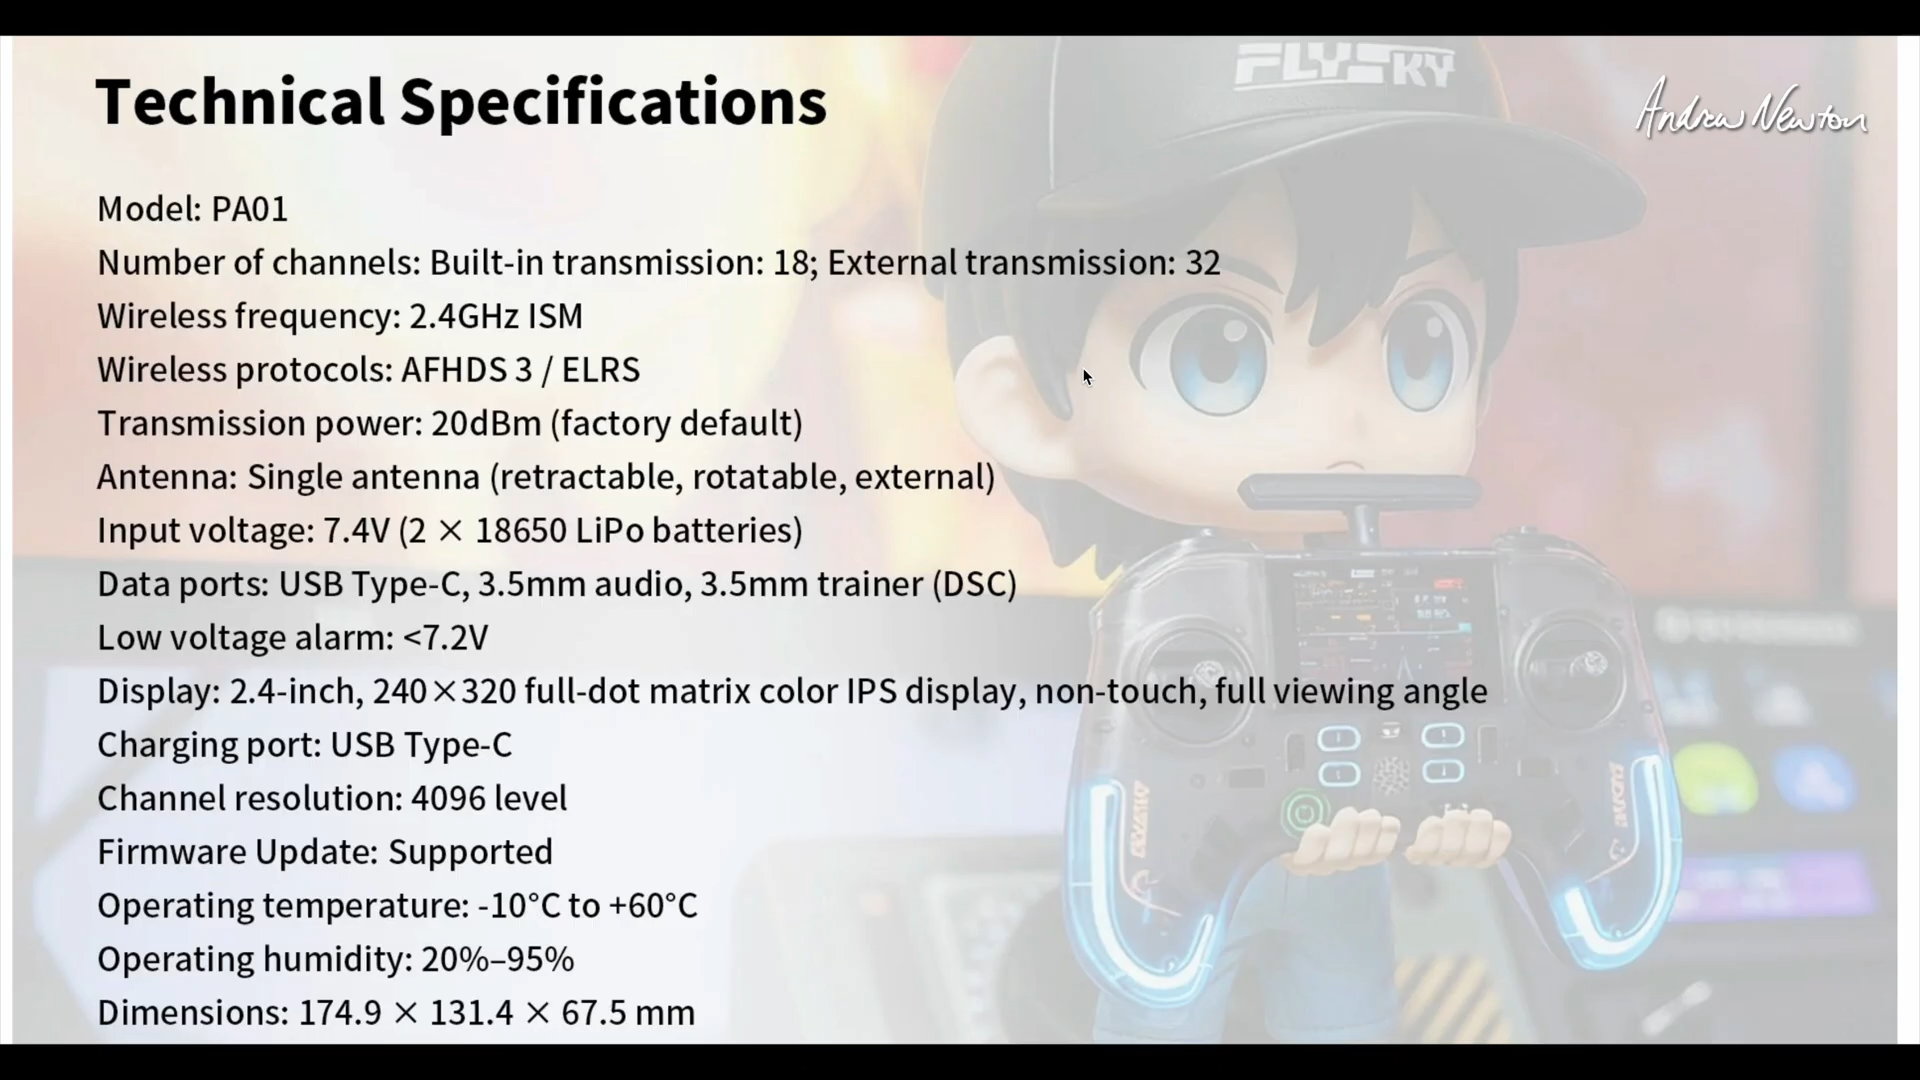 FLYSKY
Technical Specifications
Andrew Newton
Model: PA01
Number of channels: Built-in transmission: 18; External transmission: 32
Wireless frequency: 2.4GHz ISM
Wireless protocols: AFHDS 3 / ELRS
Transmission power: 20dBm (factory default)
Antenna: Single antenna (retractable, rotatable, external)
Input voltage: 7.4V (2 × 18650 LiPo batteries)
Data ports: USB Type-C, 3.5mm audio, 3.5mm trainer (DSC)
Low voltage alarm: <7.2V
Display: 2.4-inch, 240×320 full-dot matrix color IPS display, non-touch, full viewing angle
Charging port: USB Type-C
Channel resolution: 4096 level
Firmware Update: Supported
Operating temperature: -10°C to +60°C
Operating humidity: 20%–95%
Dimensions: 174.9 × 131.4 × 67.5 mm